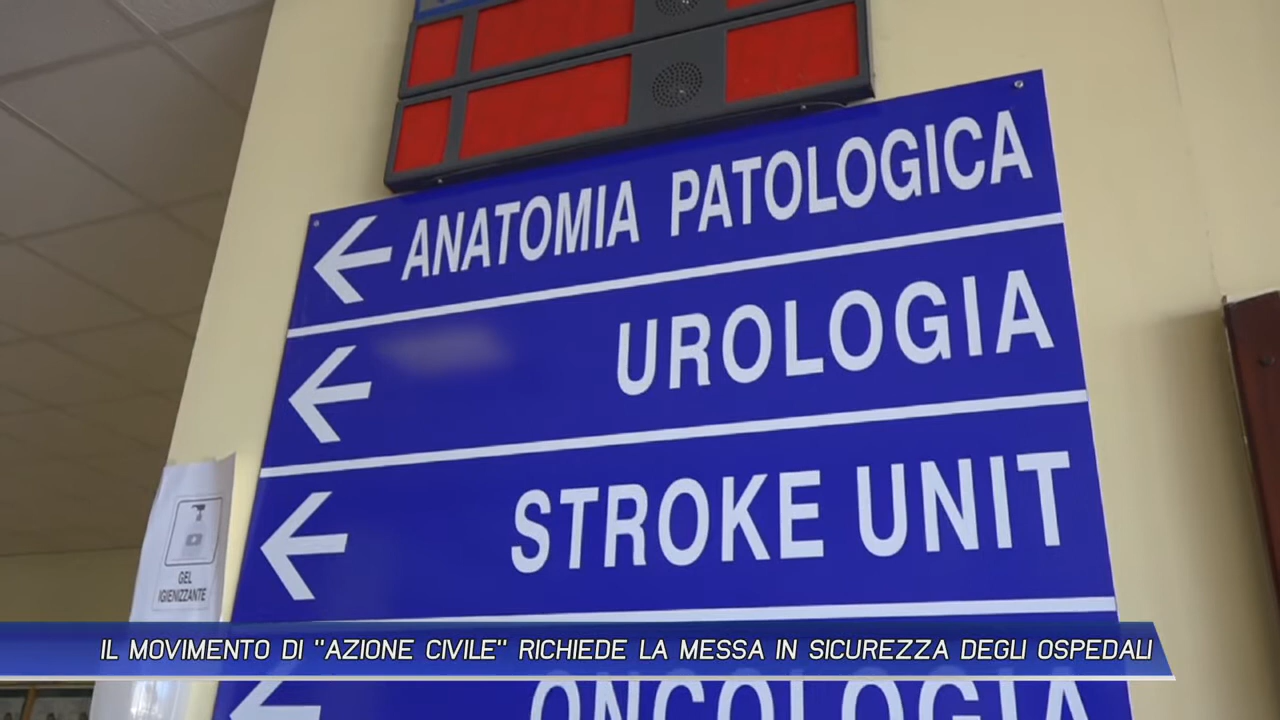 ANATOMIA PATOLOGICA
UROLOGIA
STROKE UNIT
GEL
IGIENIZZANTE
IL MOVIMENTO DI "AZIONE CIVILE" RICHIEDE LA MESSA IN SICUREZZA DEGLI OSPEDALI
ONCOLOGIA